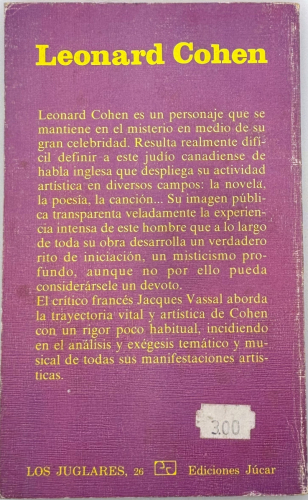 Leonard Cohen
Leonard Cohen es un personaje que se
mantiene en el misterio en medio de su
gran celebridad. Resulta realmente difí-
cil definir a este judío canadiense de
habla inglesa que despliega su actividad
artística en diversos campos: la novela,
la poesía, la canción... Su imagen públi-
ca transparenta veladamente la experien-
cia intensa de este hombre que a lo largo
de toda su obra desarrolla un verdadero
rito de iniciación, un misticismo pro-
fundo, aunque no por ello pueda
considerársele un devoto.
El crítico francés Jacques Vassal aborda
la trayectoria vital y artística de Cohen
con un rigor poco habitual, incidiendo
en el análisis y exégesis temático y mu-
sical de todas sus manifestaciones artís-
ticas.
3.00
LOS JUGLARES, 26 Ediciones Júcar